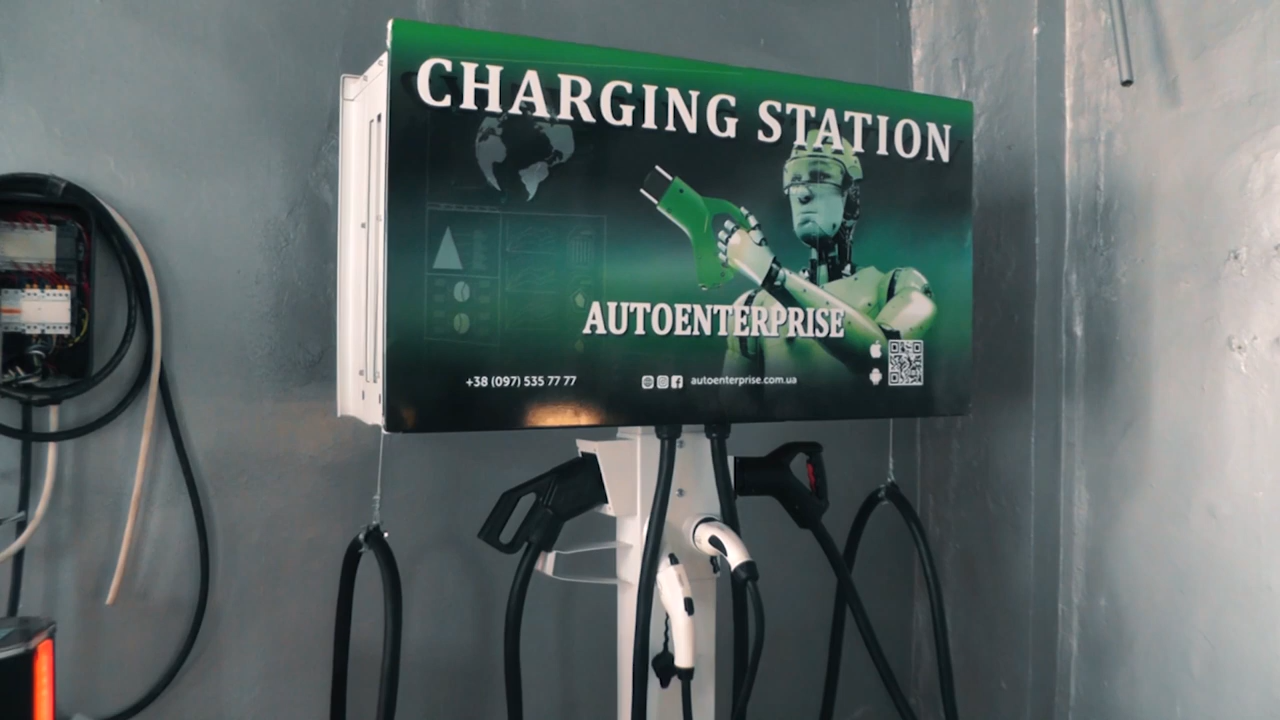 CHARGING STATION
AUTOENTERPRISE
+38 (097) 535 77 77
autoenterprise.com.ua